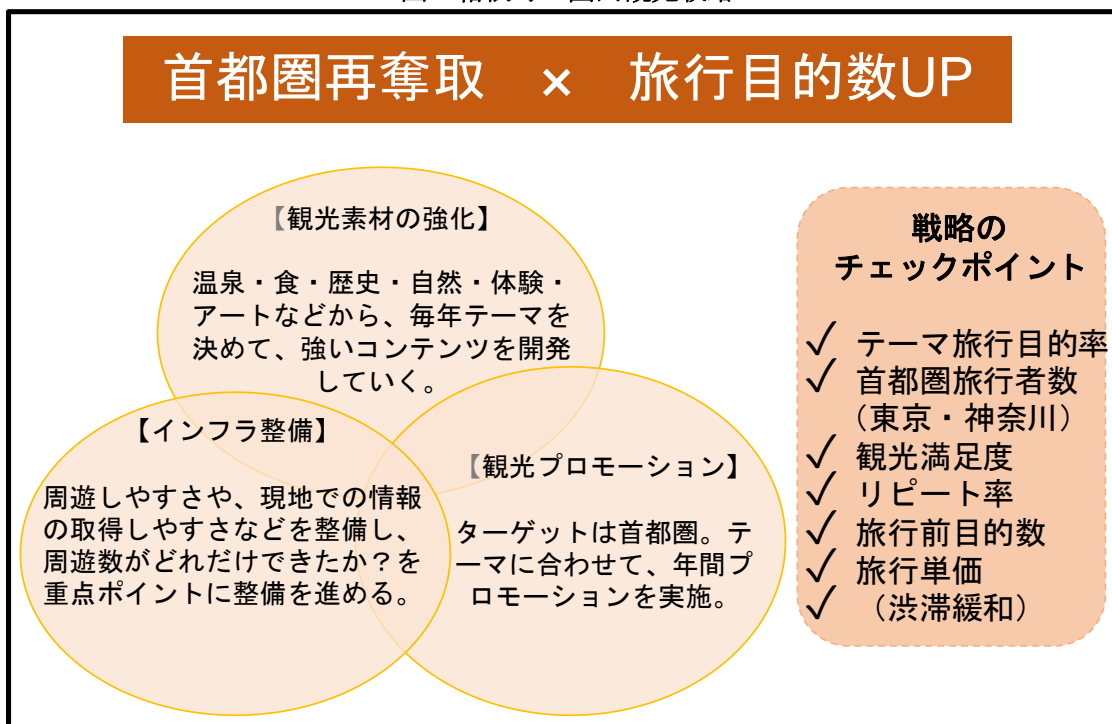 首都圏再奪取 × 旅行目的数UP
【観光素材の強化】
温泉・食・歴史・自然・体験・
アートなどから、毎年テーマを
決めて、強いコンテンツを開発
していく。
【インフラ整備】
周遊しやすさや、現地での情報
の取得しやすさなどを整備し、
周遊数がどれだけできたか？を
重点ポイントに整備を進める。
【観光プロモーション】
ターゲットは首都圏。テ
ーマに合わせて、年間プ
ロモーションを実施。
戦略の
チェックポイント
✓ テーマ旅行目的率
✓ 首都圏旅行者数
（東京・神奈川）
✓ 観光満足度
✓ リピート率
✓ 旅行前目的数
✓ 旅行単価
✓ （渋滞緩和）